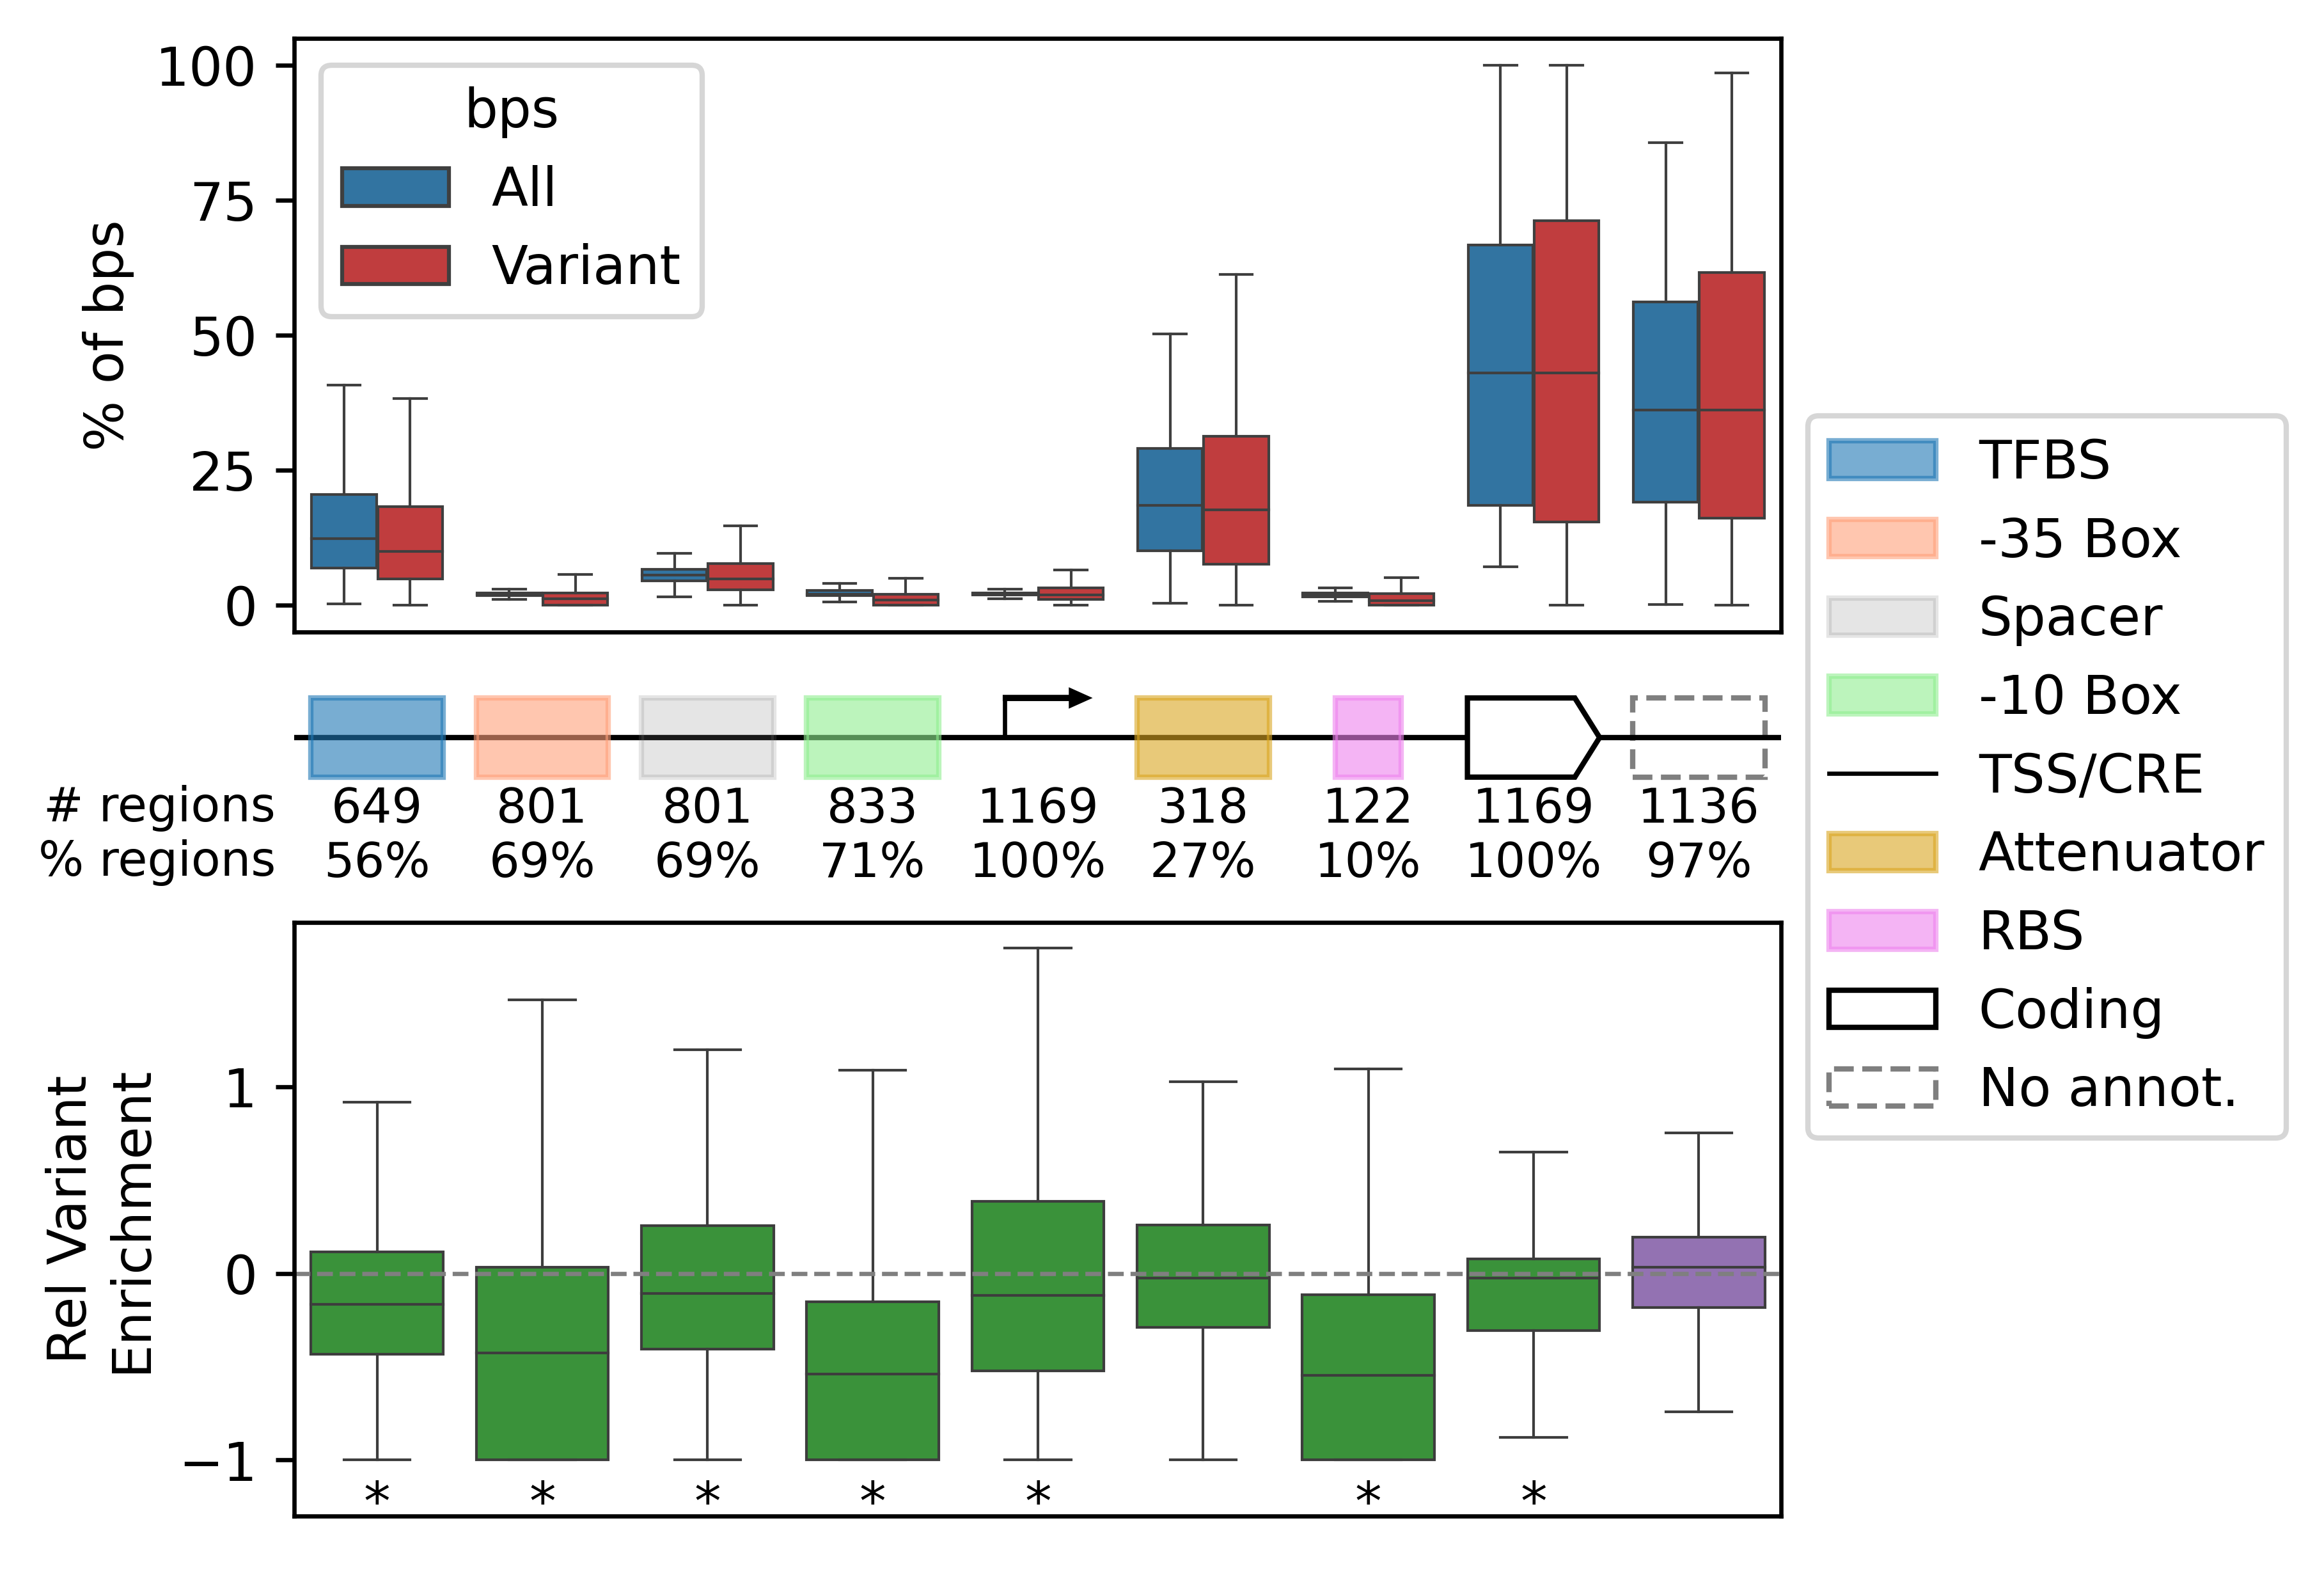 100
75
50
25
0
% of bps
bps
All
Variant
# regions 649 801 801 833 1169 318 122 1169 1136
% regions 56% 69% 69% 71% 100% 27% 10% 100% 97%
1
0
−1
Rel Variant
Enrichment
* * * * * * *
TFBS
-35 Box
Spacer
-10 Box
TSS/CRE
Attenuator
RBS
Coding
No annot.